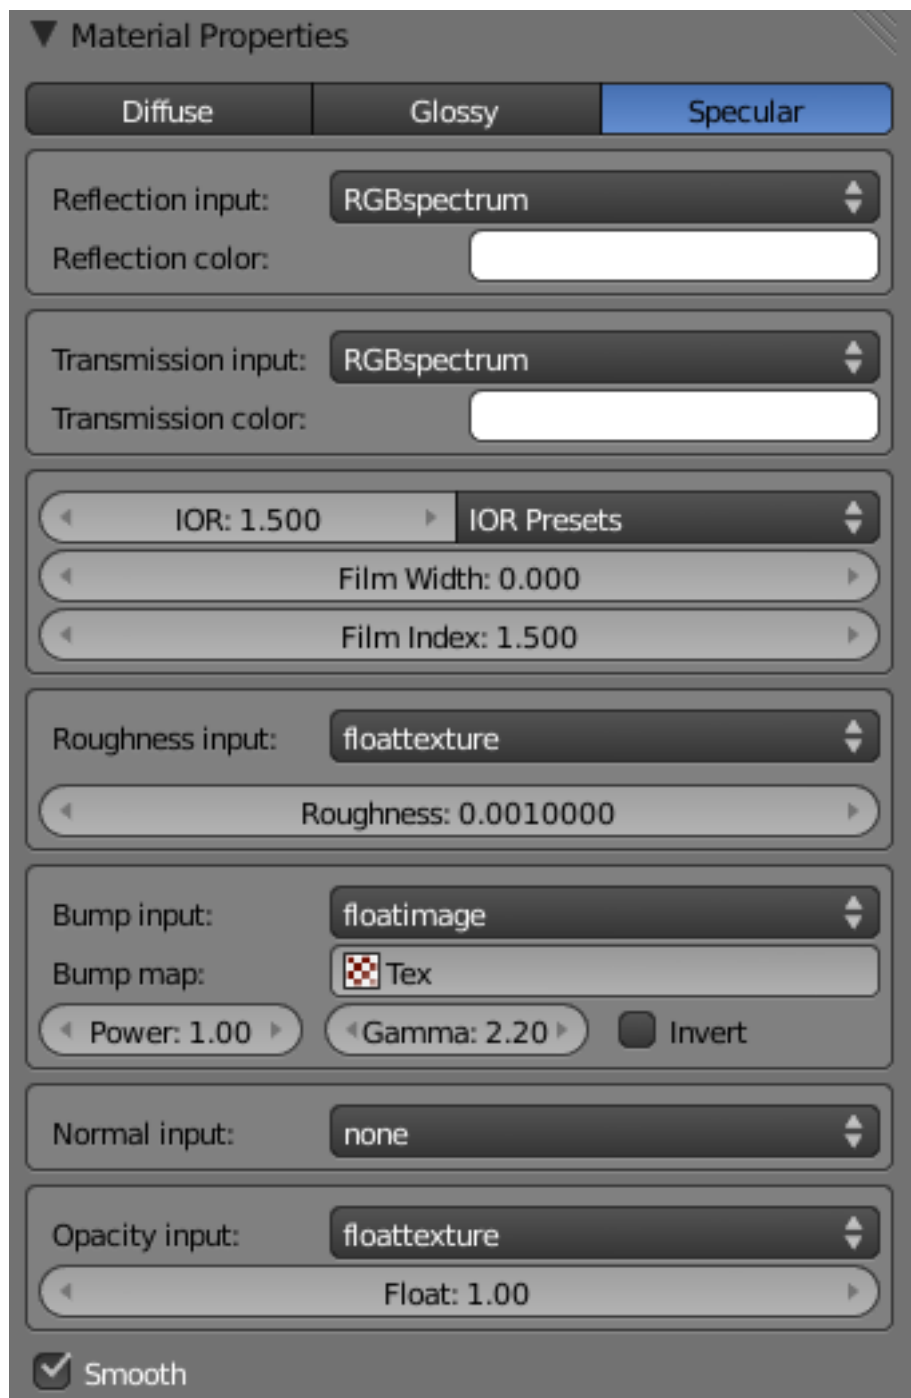 Material Properties
Diffuse Glossy Specular
Reflection input: RGBspectrum
Reflection color:
Transmission input: RGBspectrum
Transmission color:
IOR: 1.500 IOR Presets
Film Width: 0.000
Film Index: 1.500
Roughness input: floattexture
Roughness: 0.0010000
Bump input: floatimage
Bump map: Tex
Power: 1.00 Gamma: 2.20 Invert
Normal input: none
Opacity input: floattexture
Float: 1.00
Smooth